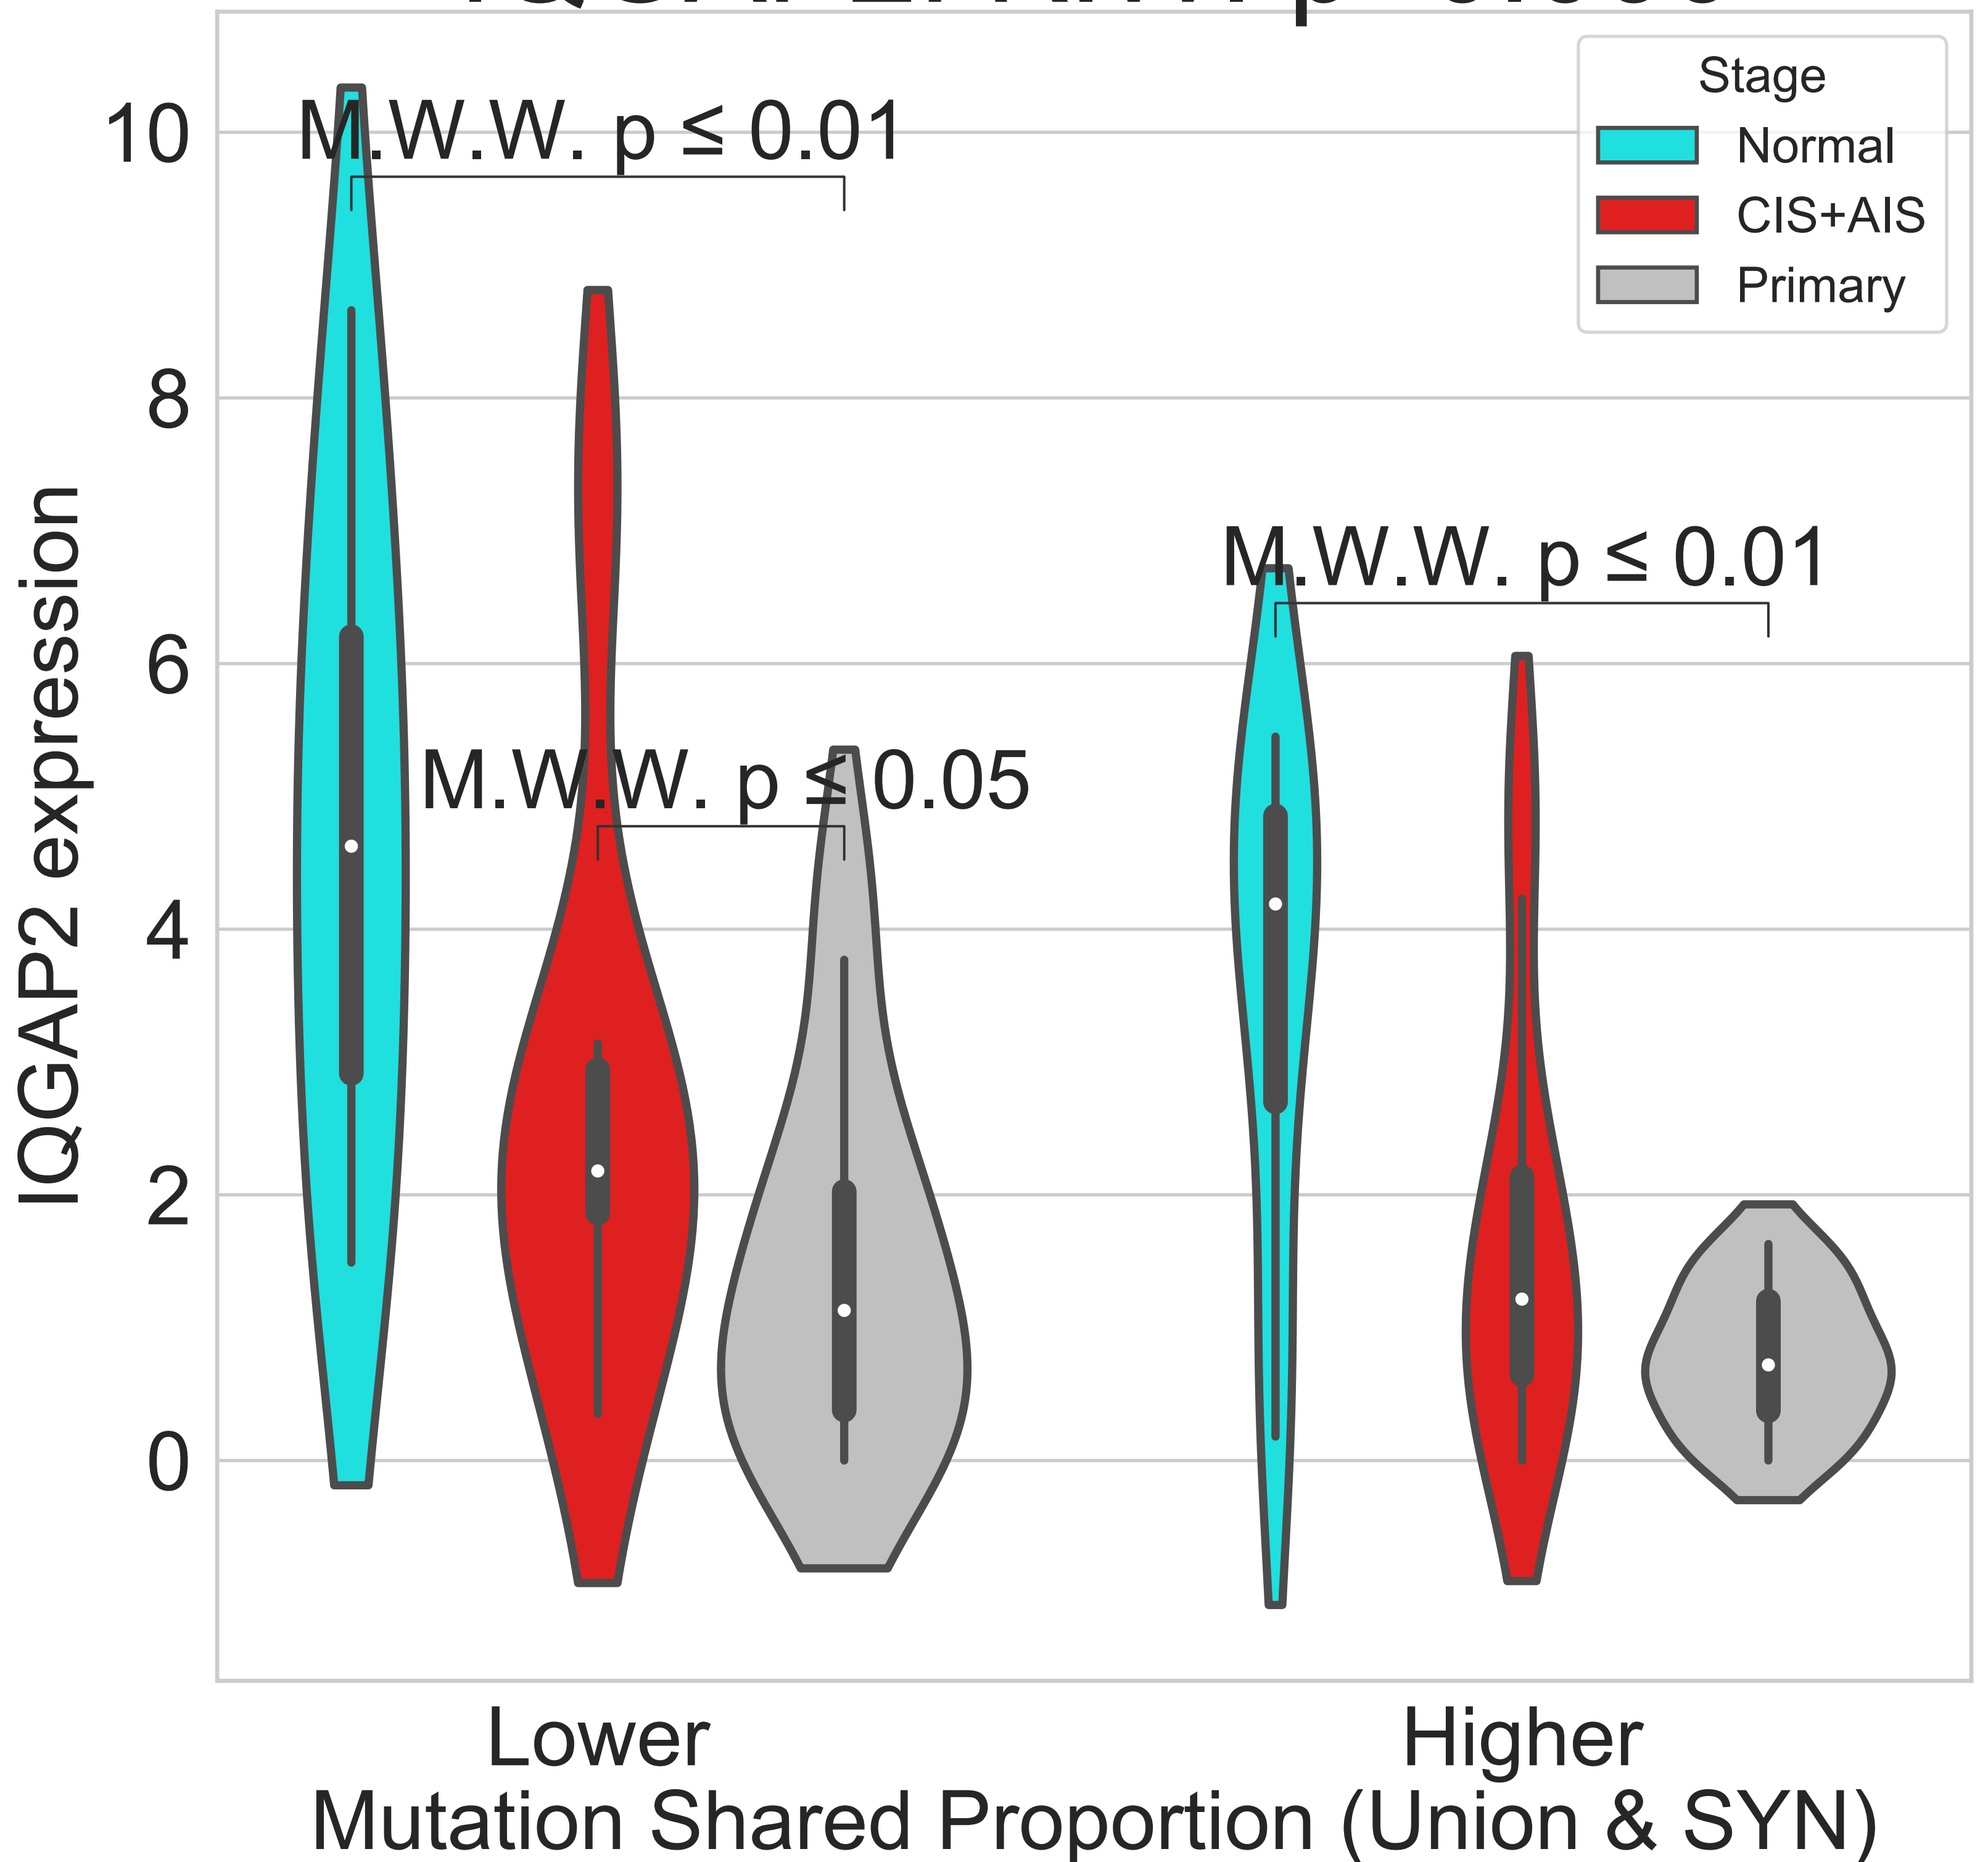 Stage
Normal
CIS+AIS
Primary
M.W.W. p ≤ 0.01
M.W.W. p ≤ 0.01
M.W.W. p ≤ 0.05
10
8
6
4
2
0
IQGAP2 expression
Lower
Higher
Mutation Shared Proportion (Union & SYN)